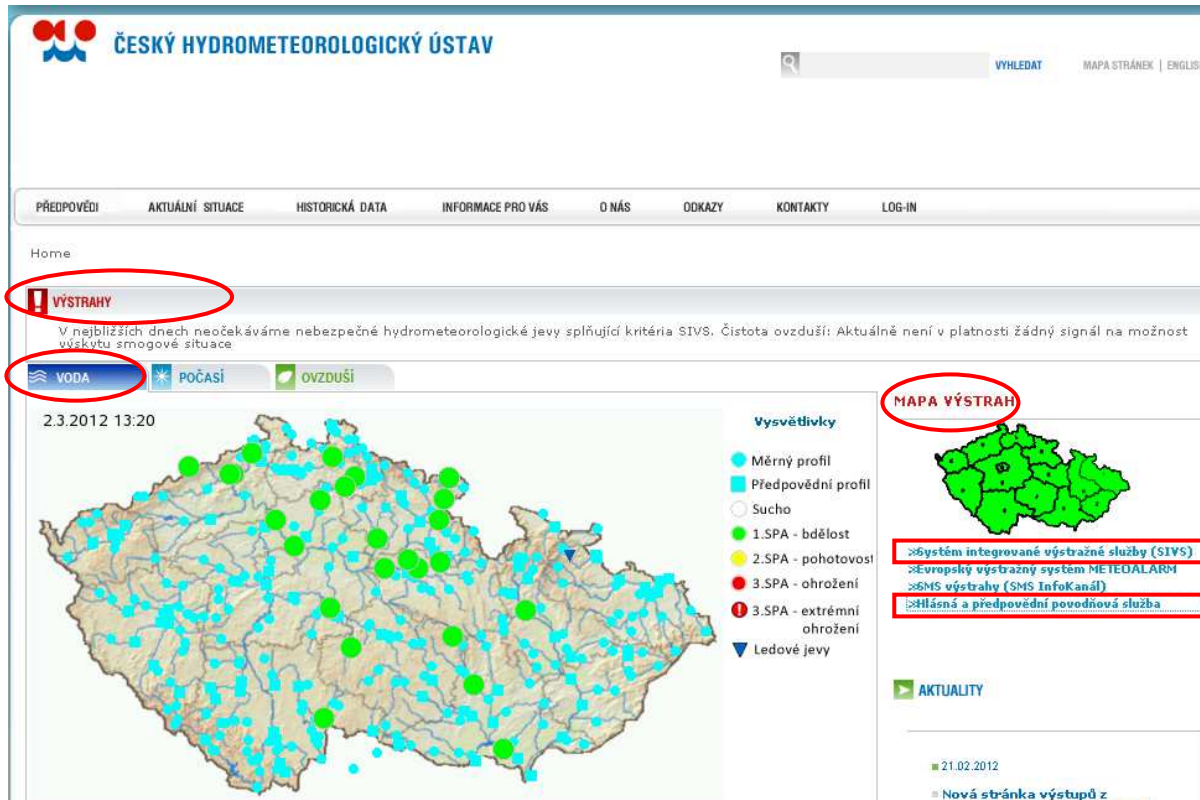 ČESKÝ HYDROMETEOROLOGICKÝ ÚSTAV
VYHLEDAT
MAPA STRÁNEK | ENGLIS
PŘEDPOVĚDI
AKTUÁLNÍ SITUACE
HISTORICKÁ DATA
INFORMACE PRO VÁS
O NÁS
ODKAZY
KONTAKTY
LOG-IN
Home
VÝSTRAHY
V nejbližších dnech neočekáváme nebezpečné hydrometeorologické jevy splňující kritéria SIVS. Čistota ovzduší: Aktuálně není v platnosti žádný signál na možnost
výskytu smogové situace
VODA
POČASÍ
OVZDUŠÍ
2.3.2012 13:20
Vysvětlivky
Měrný profil
Předpovědní profil
Sucho
1.SPA - bdělost
2.SPA - pohotovost
3.SPA - ohrožení
3.SPA - extrémní
ohrožení
Ledové jevy
MAPA VÝSTRAH
»Systém integrované výstražné služby (SIVS)
»Evropský výstražný systém METEOALARM
»SMS výstrahy (SMS InfoKanál)
»Hlásná a předpovědní povodňová služba
AKTUALITY
21.02.2012
Nová stránka výstupů z